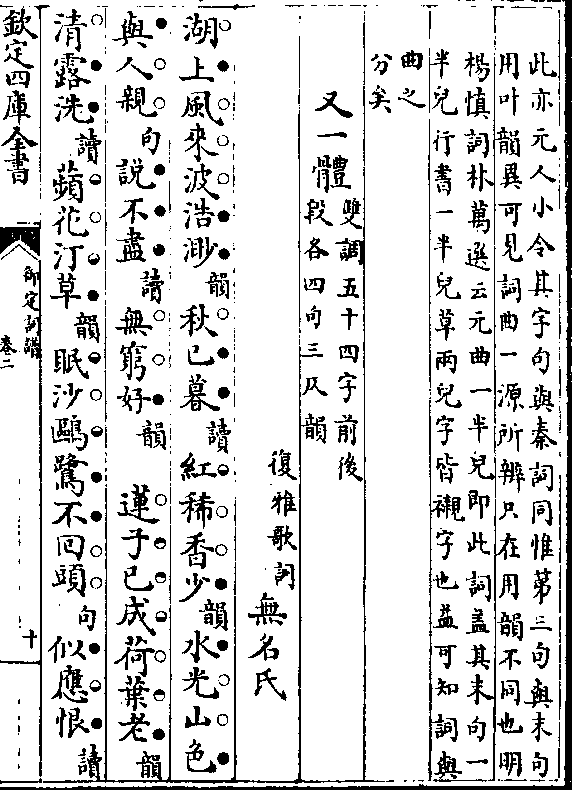 此亦元人小令其字句與秦詞同惟第三句與末句
用叶韻異可見詞曲一源所辨只在用韻不同也明
楊慎詞林萬選云元曲一半兒即此詞葢其末句一
半兒行書一半兒草兩兒字皆襯字也益可知詞與
曲之
分矣
又一體雙調五十四字前後
段各四句三仄韻
復雅歌詞無名氏
湖上風來波浩渺韻秋已暮讀紅稀香少韻水光山色
與人親句說不盡讀無窮好韻蓮子已成荷葉老韻
清露洗讀蘋花汀草韻眠沙鷗鷺不回頭句似應恨讀
欽定四庫全書
御定詞譜
卷二
十